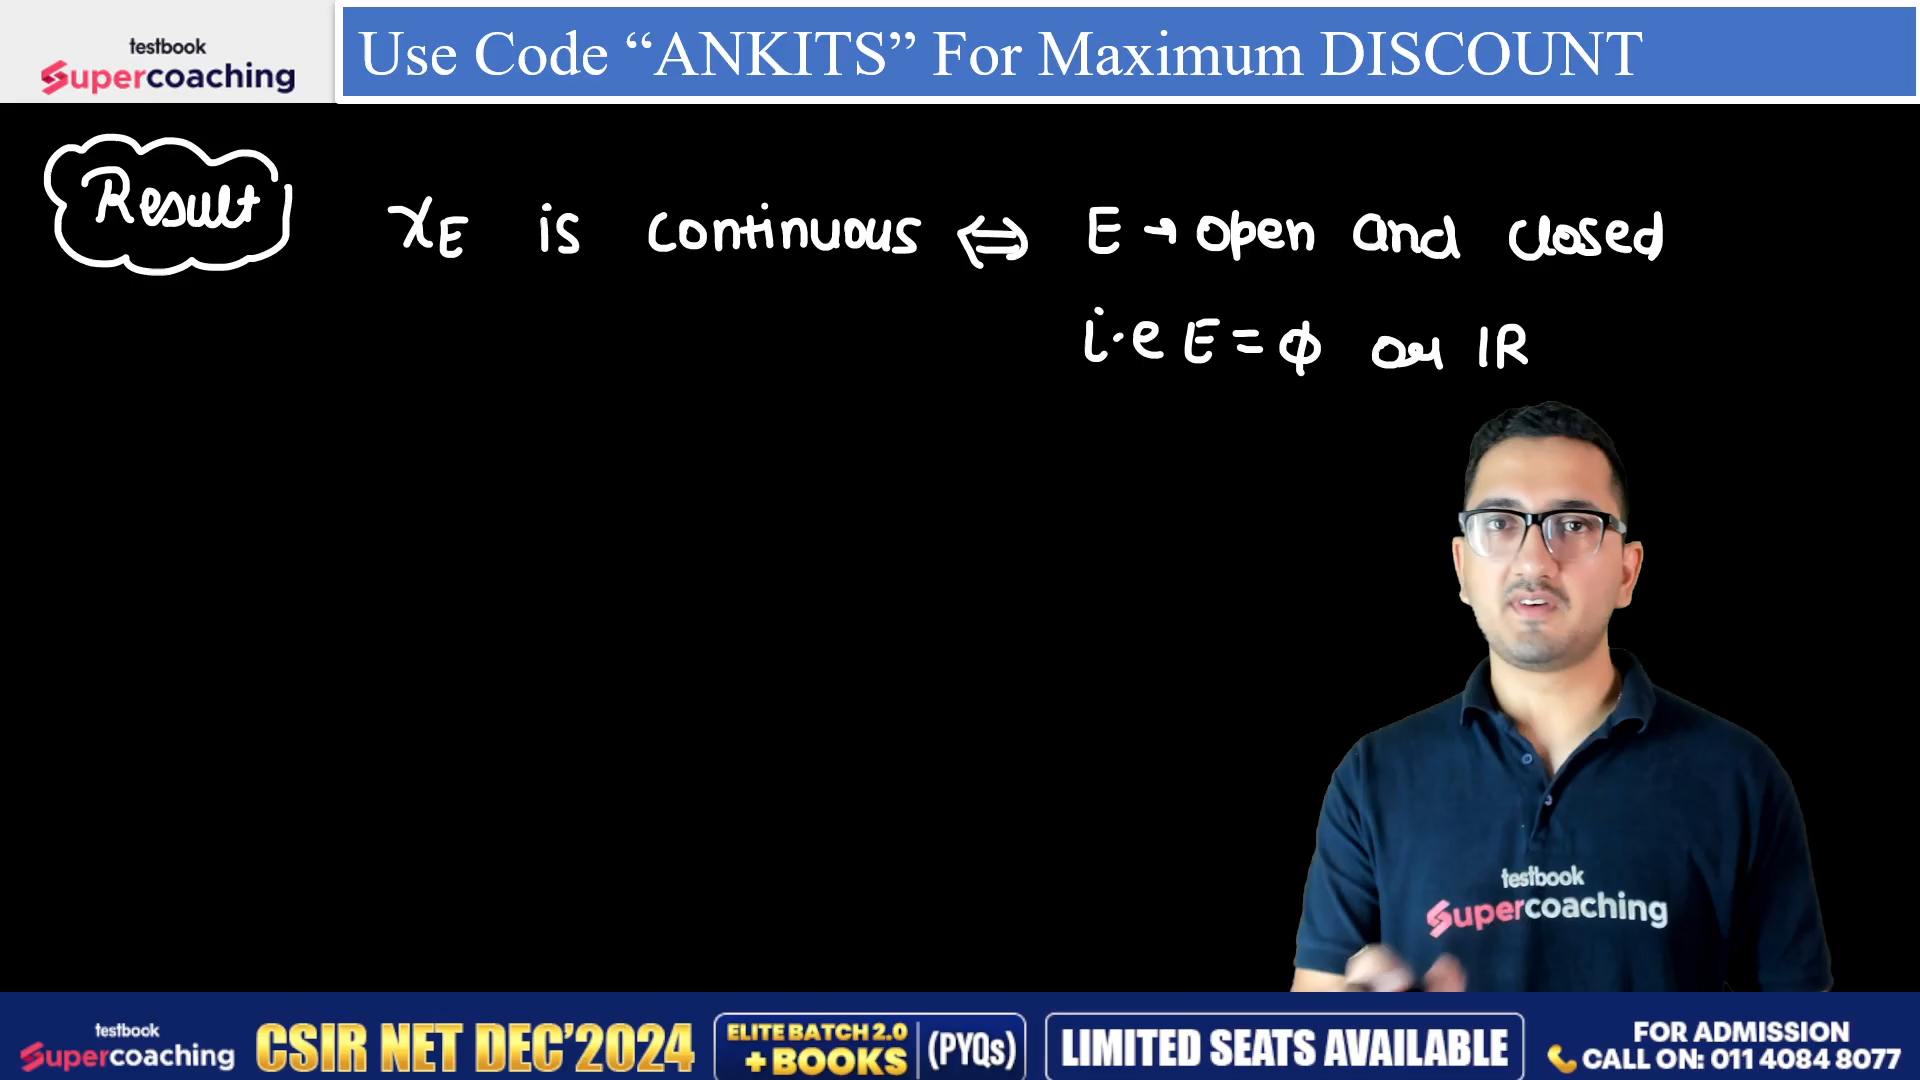 testbook
Supercoaching
Use Code “ANKITS” For Maximum DISCOUNT
Result
χ_E is continuous ⇔ E → open and closed
i.e E = ϕ or IR
testbook
Supercoaching
testbook
Supercoaching
CSIR NET DEC’2024
ELITE BATCH 2.0
+ BOOKS
(PYQs)
LIMITED SEATS AVAILABLE
FOR ADMISSION
CALL ON: 011 4084 8077